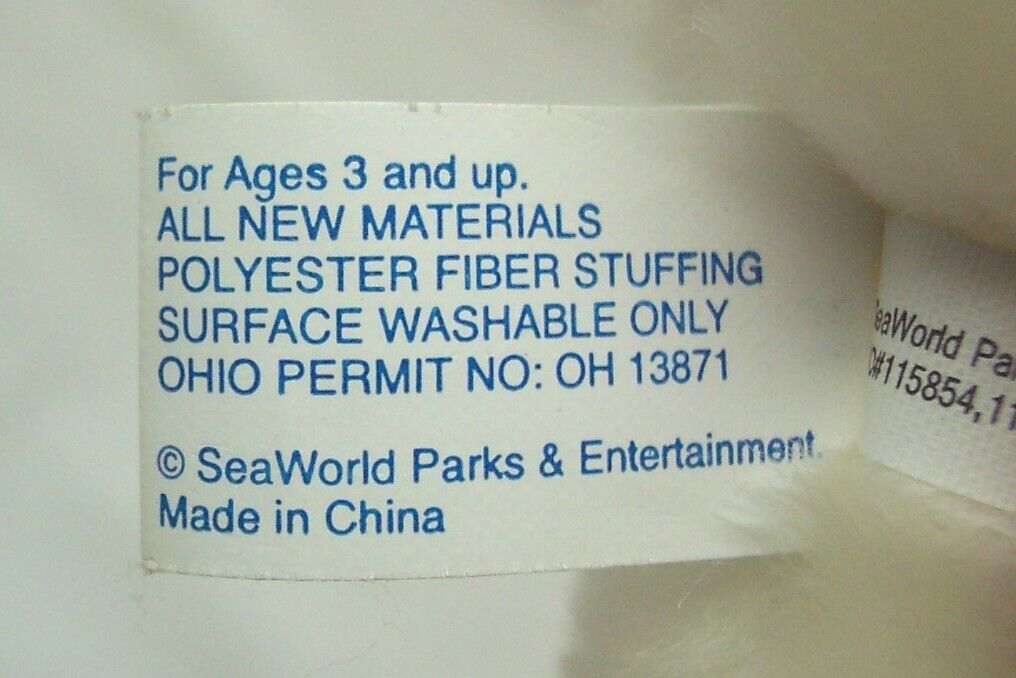 For Ages 3 and up.
ALL NEW MATERIALS
POLYESTER FIBER STUFFING
SURFACE WASHABLE ONLY
OHIO PERMIT NO: OH 13871
© SeaWorld Parks & Entertainment.
Made in China
SeaWorld
#115854,